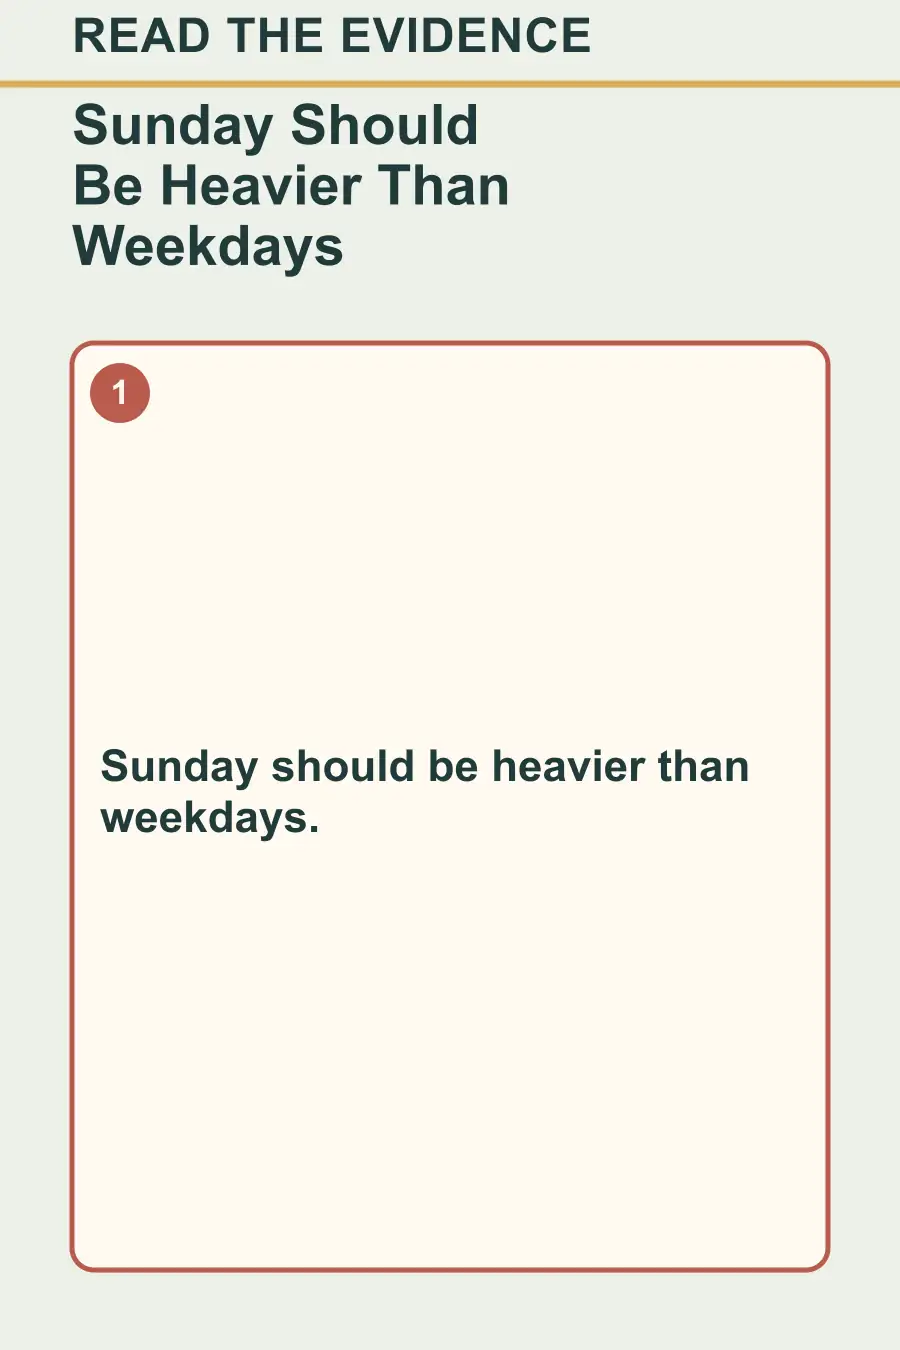 READ THE EVIDENCE
Sunday Should
Be Heavier Than
Weekdays
1
Sunday should be heavier than
weekdays.